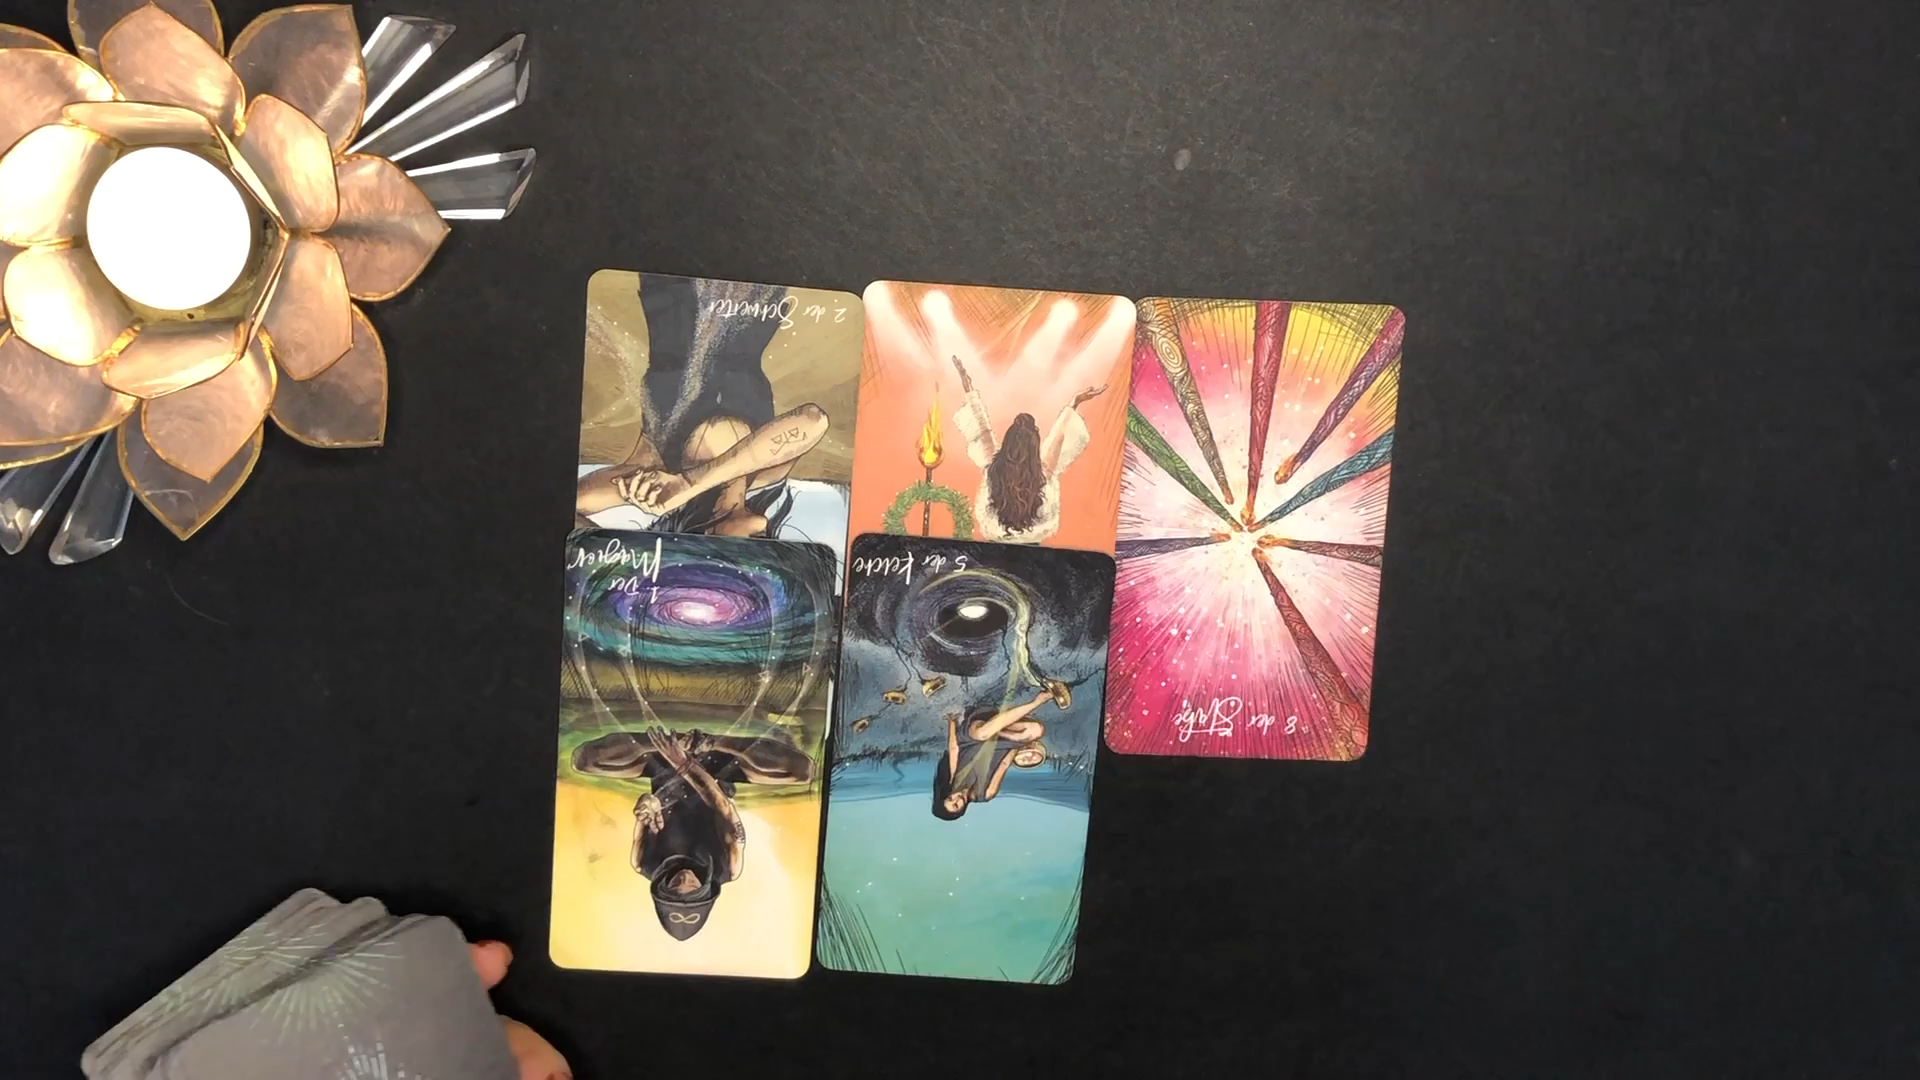 2. der Schwerter
1. Der
Magier
5 der Kelche
8 der Stäbe